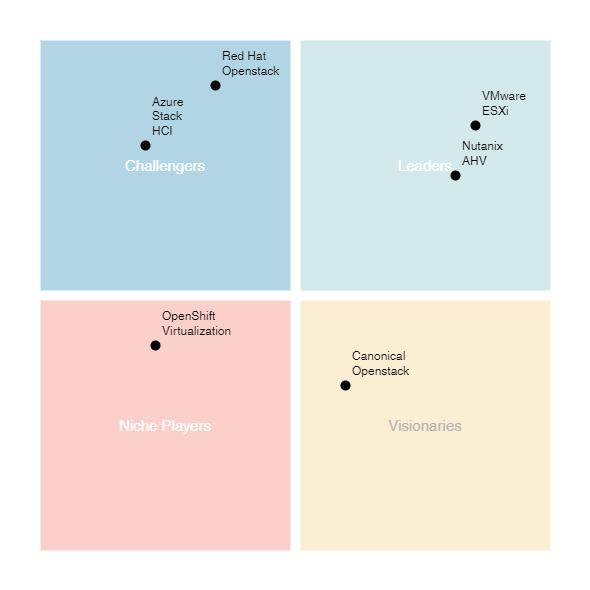 Red Hat
Openstack
Azure
Stack
HCI
Challengers
VMware
ESXi
Nutanix
AHV
Leaders
OpenShift
Virtualization
Niche Players
Canonical
Openstack
Visionaries